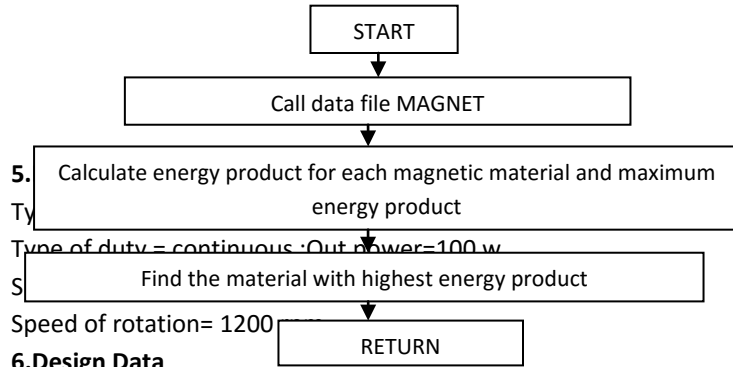 START
Call data file MAGNET
Calculate energy product for each magnetic material and maximum
energy product
5.
Type of duty = continuous ;Out power=100 w
Find the material with highest energy product
Speed of rotation= 1200
RETURN
6.Design Data